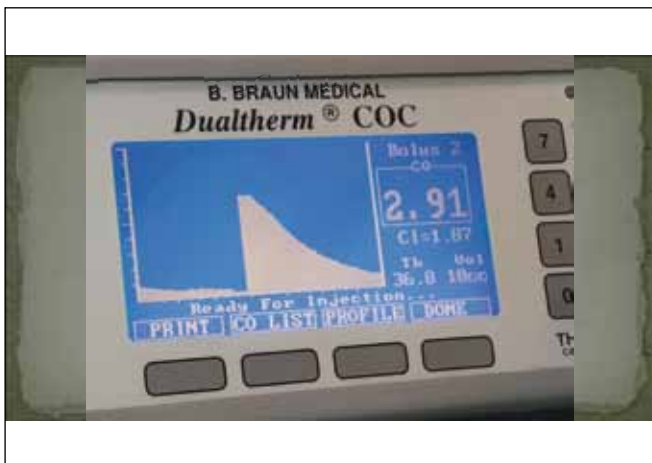 B. BRAUN MEDICAL
Dualtherm ® COC
Bolus 2
CO
2.91
CI=1.87
Tb Vol
36.8 10cc
Ready For Injection...
PRINT CO LIST PROFILE DONE
7
4
1
0